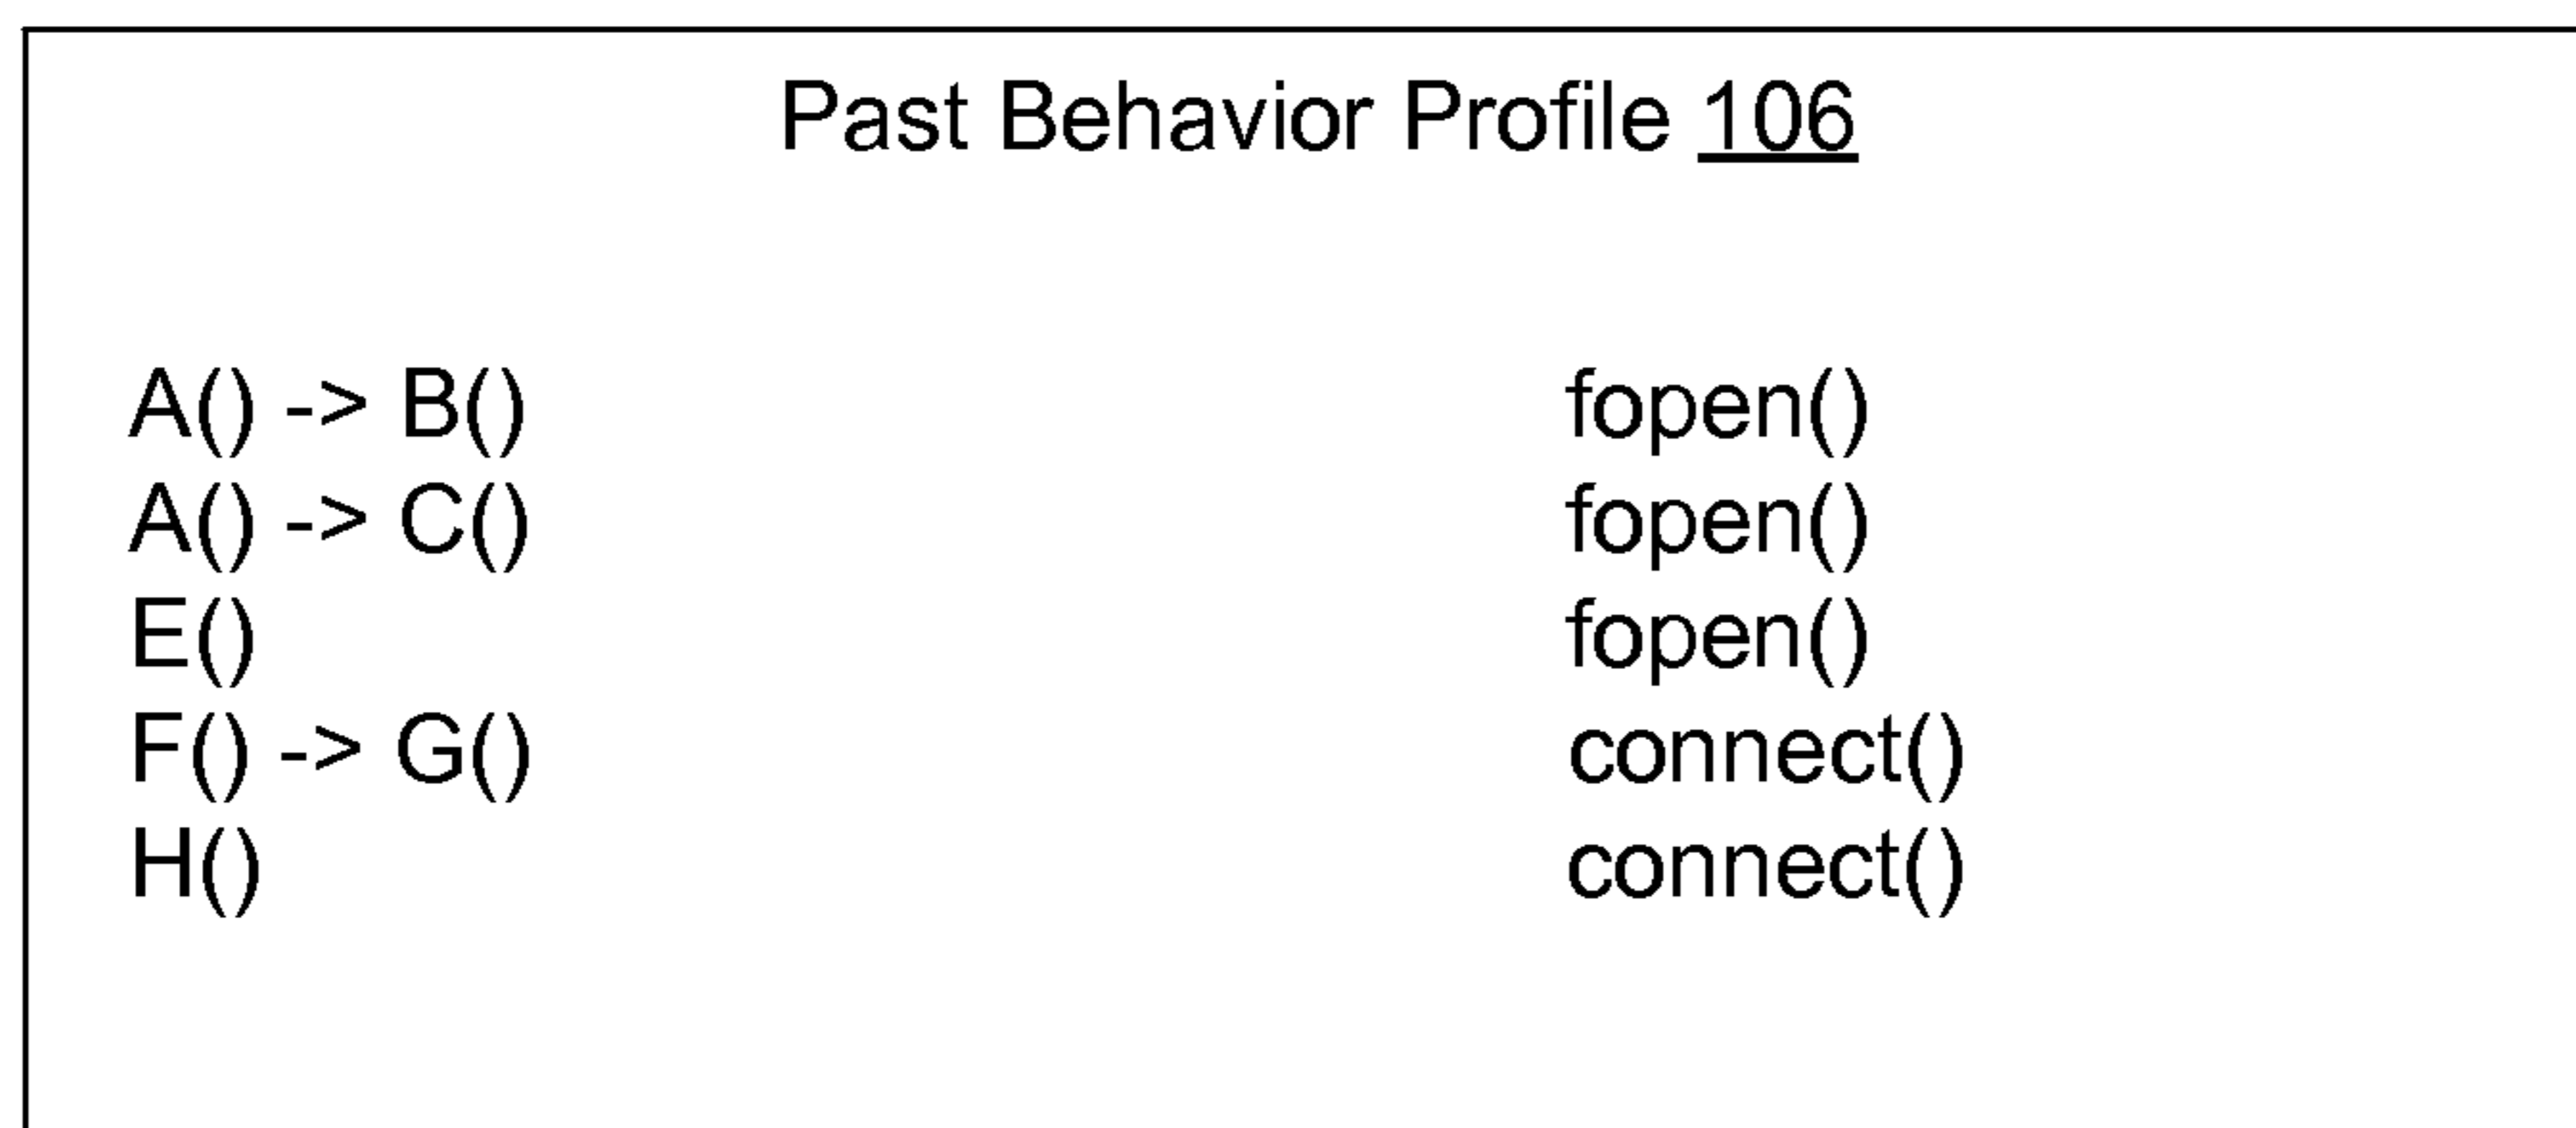 Past Behavior Profile 106
A() -> B() fopen()
A() -> C() fopen()
E() fopen()
F() -> G() connect()
H() connect()